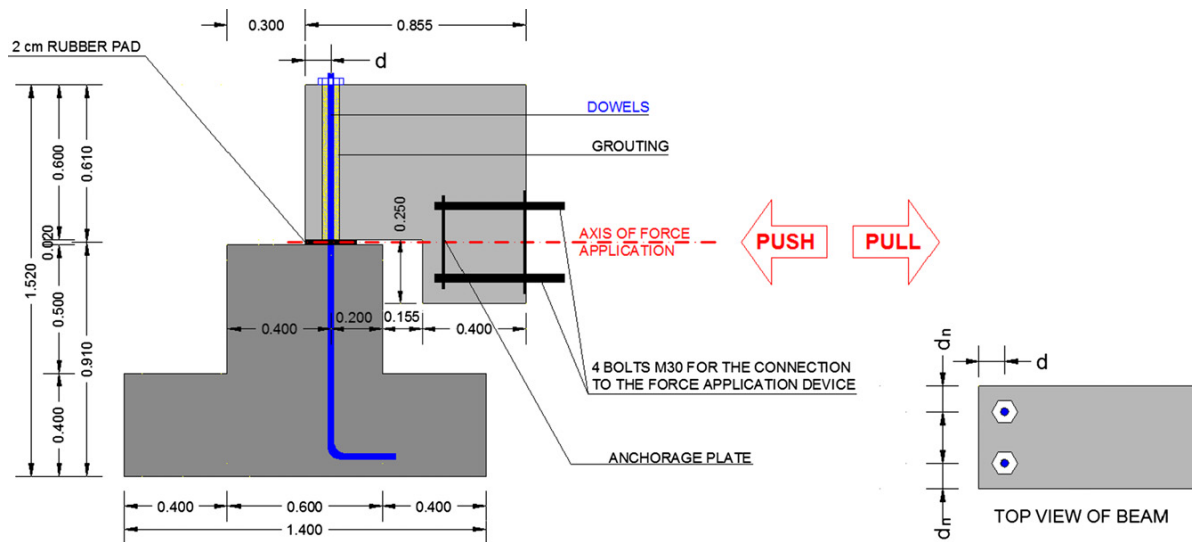 0.300
0.855
2 cm RUBBER PAD
d
DOWELS
GROUTING
1.520
0.600
0.610
0.020
0.500
0.910
0.400
0.250
AXIS OF FORCE
APPLICATION
PUSH
PULL
0.400
0.200
0.155
0.400
4 BOLTS M30 FOR THE CONNECTION
TO THE FORCE APPLICATION DEVICE
ANCHORAGE PLATE
0.400
0.600
0.400
1.400
dn
d
dn
TOP VIEW OF BEAM